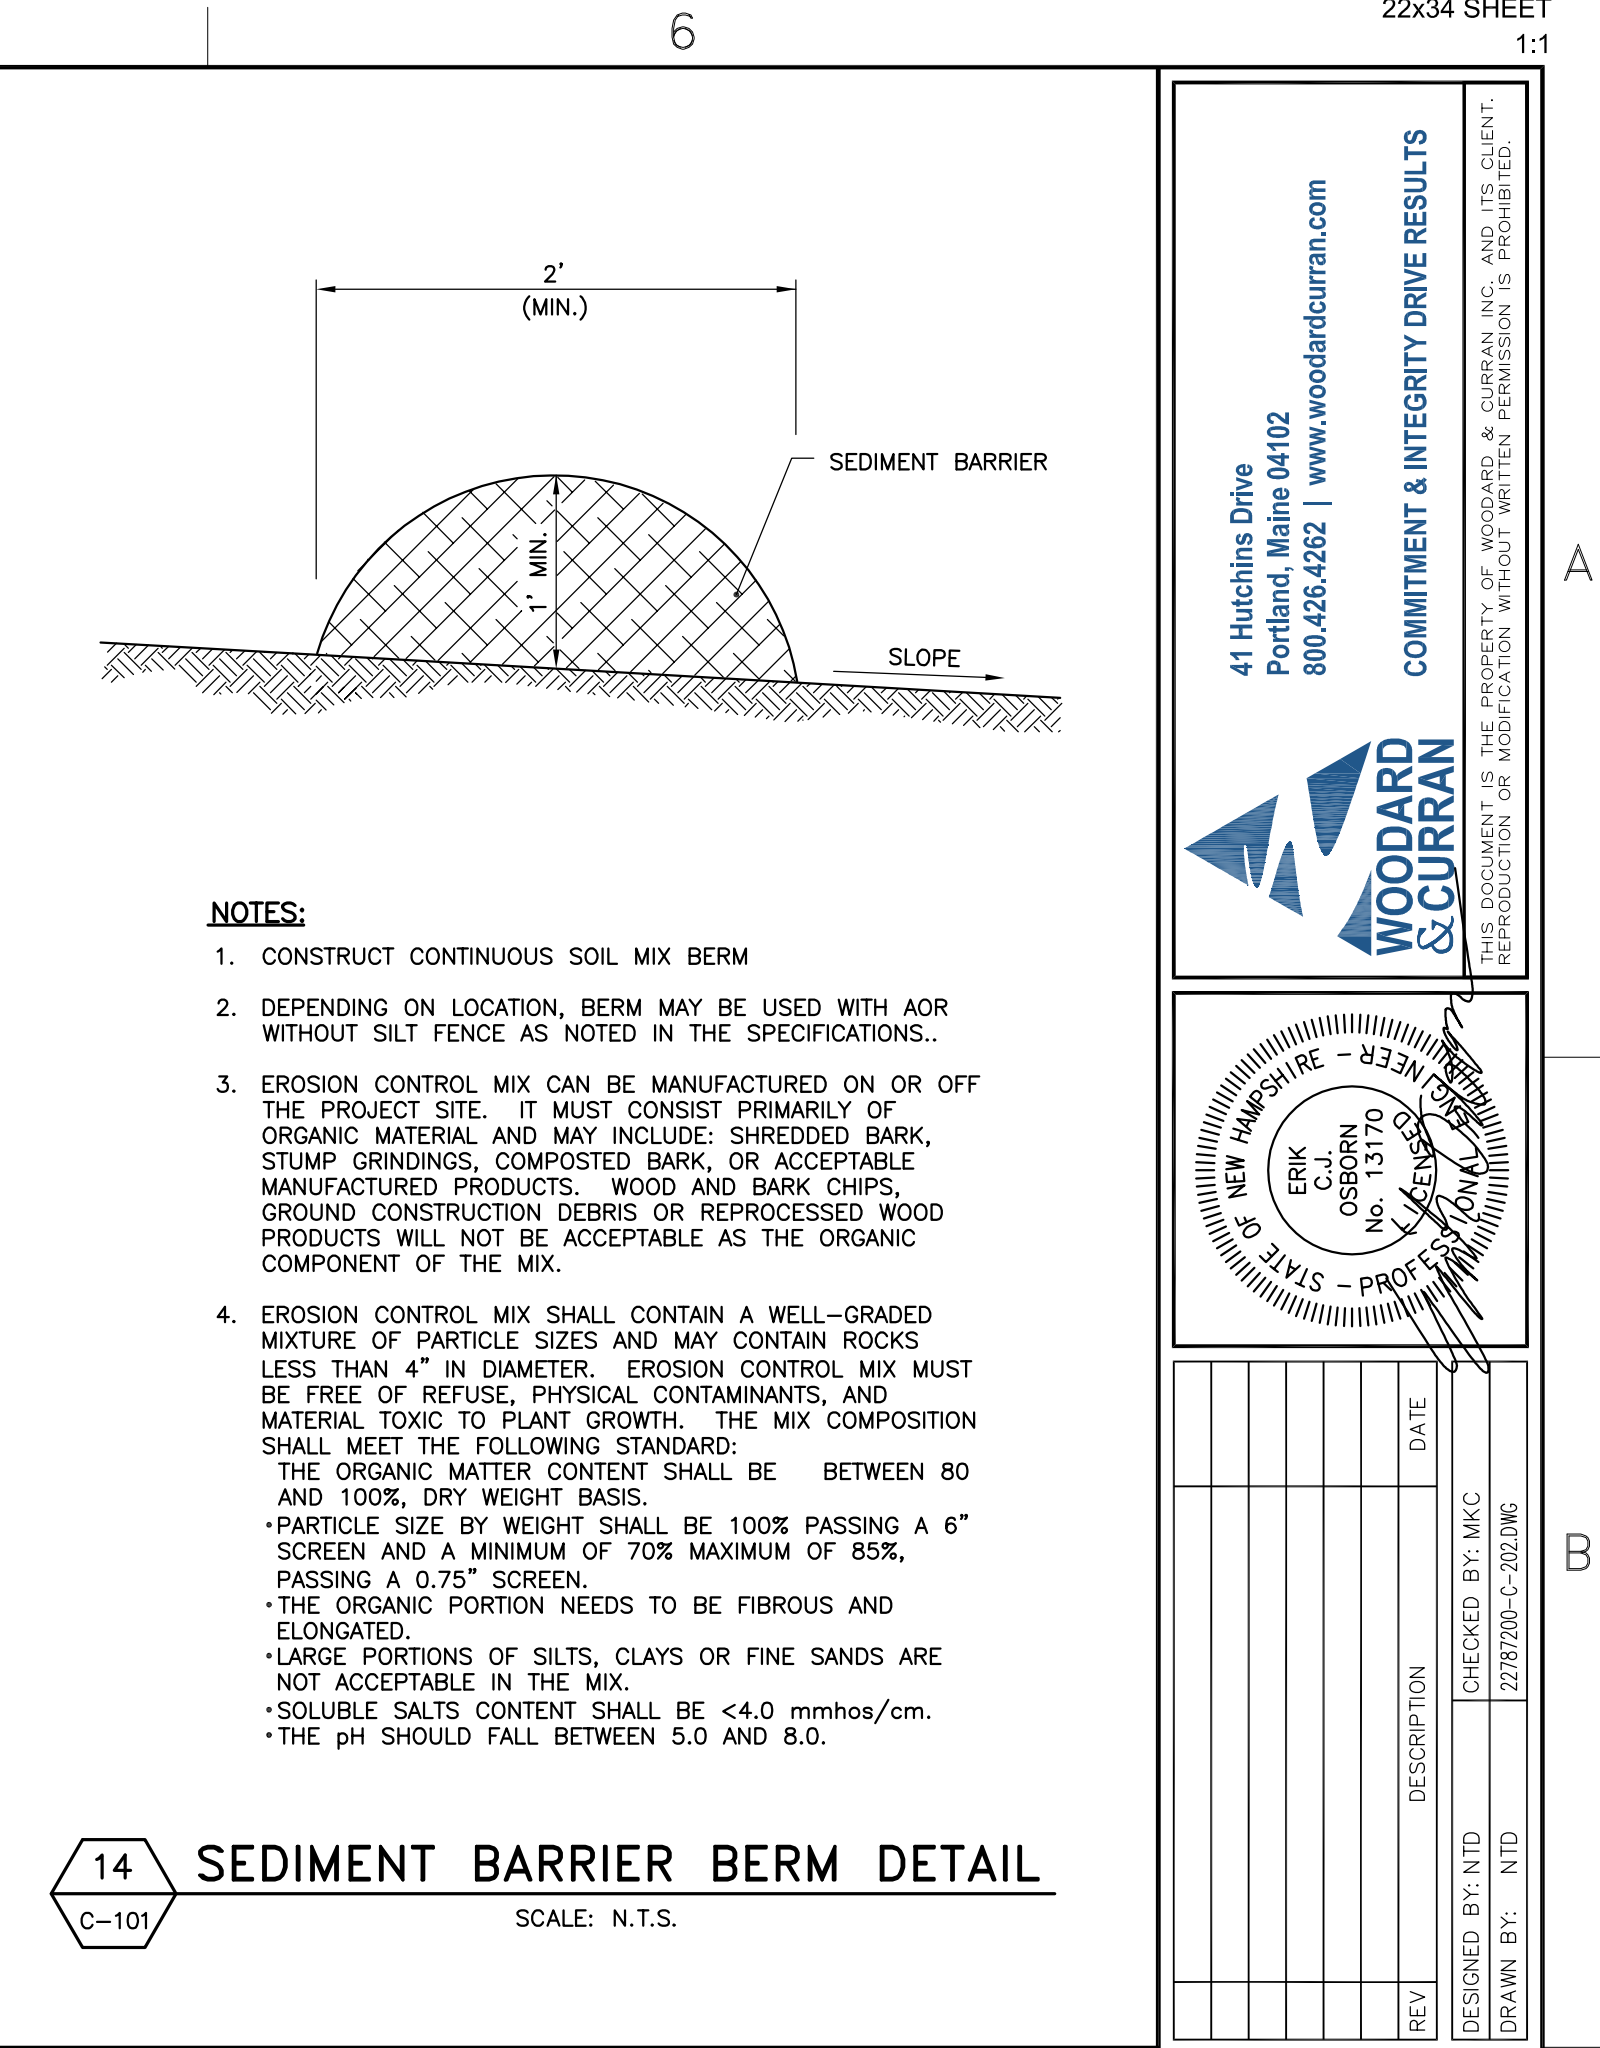 22x34 SHEET
1:1
6
2'
(MIN.)
SEDIMENT BARRIER
1' MIN.
SLOPE
NOTES:
1. CONSTRUCT CONTINUOUS SOIL MIX BERM
2. DEPENDING ON LOCATION, BERM MAY BE USED WITH AOR
WITHOUT SILT FENCE AS NOTED IN THE SPECIFICATIONS..
3. EROSION CONTROL MIX CAN BE MANUFACTURED ON OR OFF
THE PROJECT SITE. IT MUST CONSIST PRIMARILY OF
ORGANIC MATERIAL AND MAY INCLUDE: SHREDDED BARK,
STUMP GRINDINGS, COMPOSTED BARK, OR ACCEPTABLE
MANUFACTURED PRODUCTS. WOOD AND BARK CHIPS,
GROUND CONSTRUCTION DEBRIS OR REPROCESSED WOOD
PRODUCTS WILL NOT BE ACCEPTABLE AS THE ORGANIC
COMPONENT OF THE MIX.
4. EROSION CONTROL MIX SHALL CONTAIN A WELL-GRADED
MIXTURE OF PARTICLE SIZES AND MAY CONTAIN ROCKS
LESS THAN 4" IN DIAMETER. EROSION CONTROL MIX MUST
BE FREE OF REFUSE, PHYSICAL CONTAMINANTS, AND
MATERIAL TOXIC TO PLANT GROWTH. THE MIX COMPOSITION
SHALL MEET THE FOLLOWING STANDARD:
THE ORGANIC MATTER CONTENT SHALL BE BETWEEN 80
AND 100%, DRY WEIGHT BASIS.
•PARTICLE SIZE BY WEIGHT SHALL BE 100% PASSING A 6"
SCREEN AND A MINIMUM OF 70% MAXIMUM OF 85%,
PASSING A 0.75" SCREEN.
•THE ORGANIC PORTION NEEDS TO BE FIBROUS AND
ELONGATED.
•LARGE PORTIONS OF SILTS, CLAYS OR FINE SANDS ARE
NOT ACCEPTABLE IN THE MIX.
•SOLUBLE SALTS CONTENT SHALL BE <4.0 mmhos/cm.
•THE pH SHOULD FALL BETWEEN 5.0 AND 8.0.
14
C-101
SEDIMENT BARRIER BERM DETAIL
SCALE: N.T.S.
41 Hutchins Drive
Portland, Maine 04102
800.426.4262 | www.woodardcurran.com
COMMITMENT & INTEGRITY DRIVE RESULTS
WOODARD
&CURRAN
THIS DOCUMENT IS THE PROPERTY OF WOODARD & CURRAN INC. AND ITS CLIENT.
REPRODUCTION OR MODIFICATION WITHOUT WRITTEN PERMISSION IS PROHIBITED.
STATE OF NEW HAMPSHIRE - 
ERIK
C.J.
OSBORN
No. 13170
LICENSED
- PROFESSIONAL ENGINEER -
REV
DESCRIPTION
DATE
DESIGNED BY: NTD
CHECKED BY: MKC
DRAWN BY: NTD
22787200-C-202.DWG
A
B